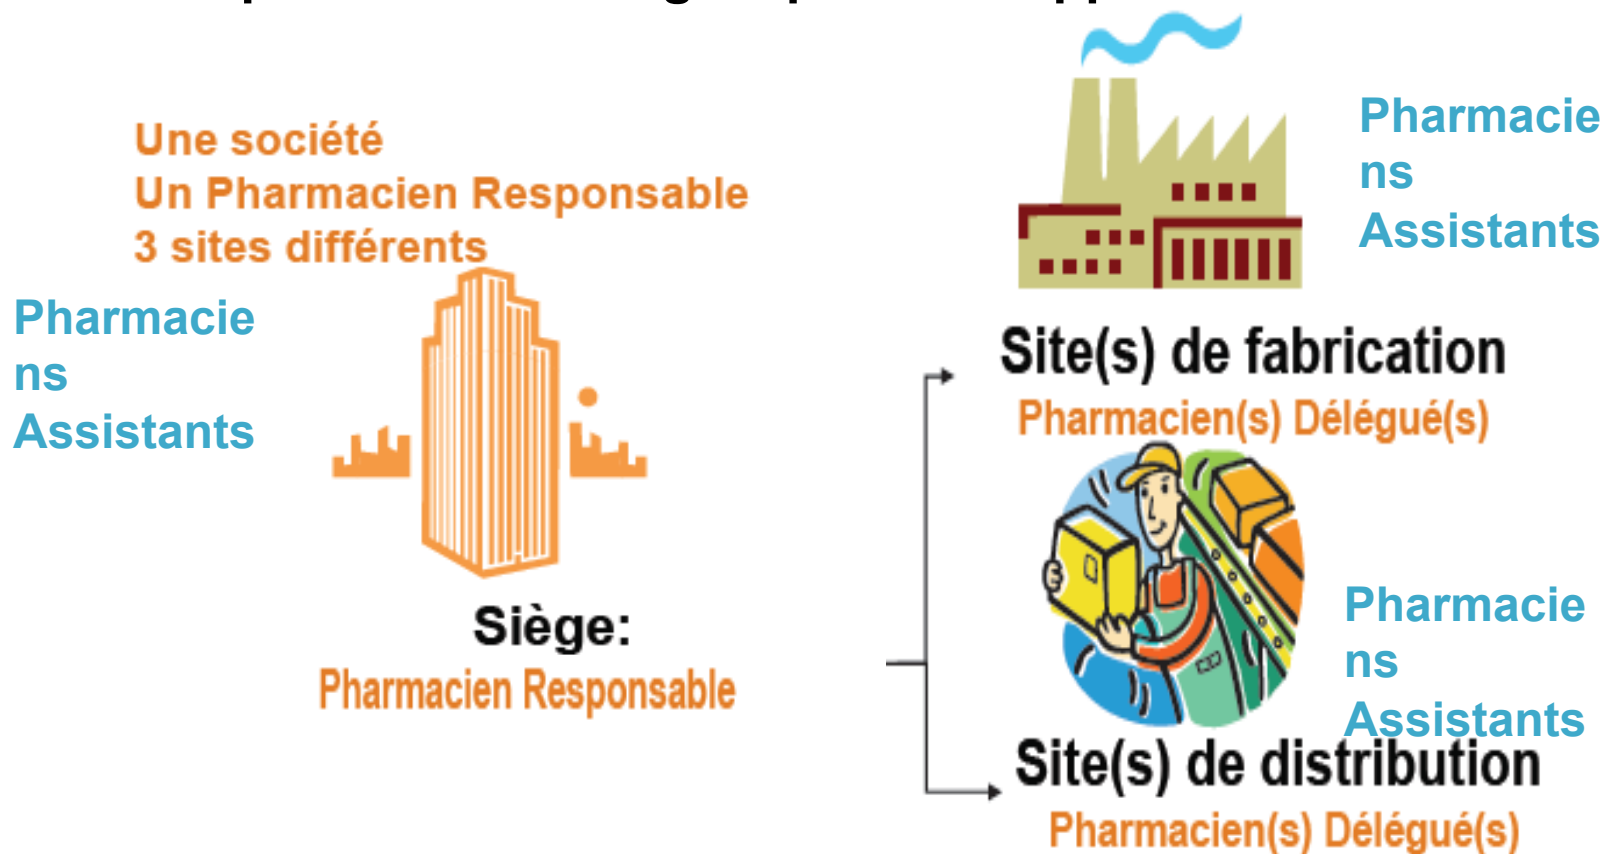 Une société
Un Pharmacien Responsable
3 sites différents
Pharmacie
ns
Assistants
Siège:
Pharmacien Responsable
Pharmacie
ns
Assistants
Site(s) de fabrication
Pharmacien(s) Délégué(s)
Pharmacie
ns
Assistants
Site(s) de distribution
Pharmacien(s) Délégué(s)